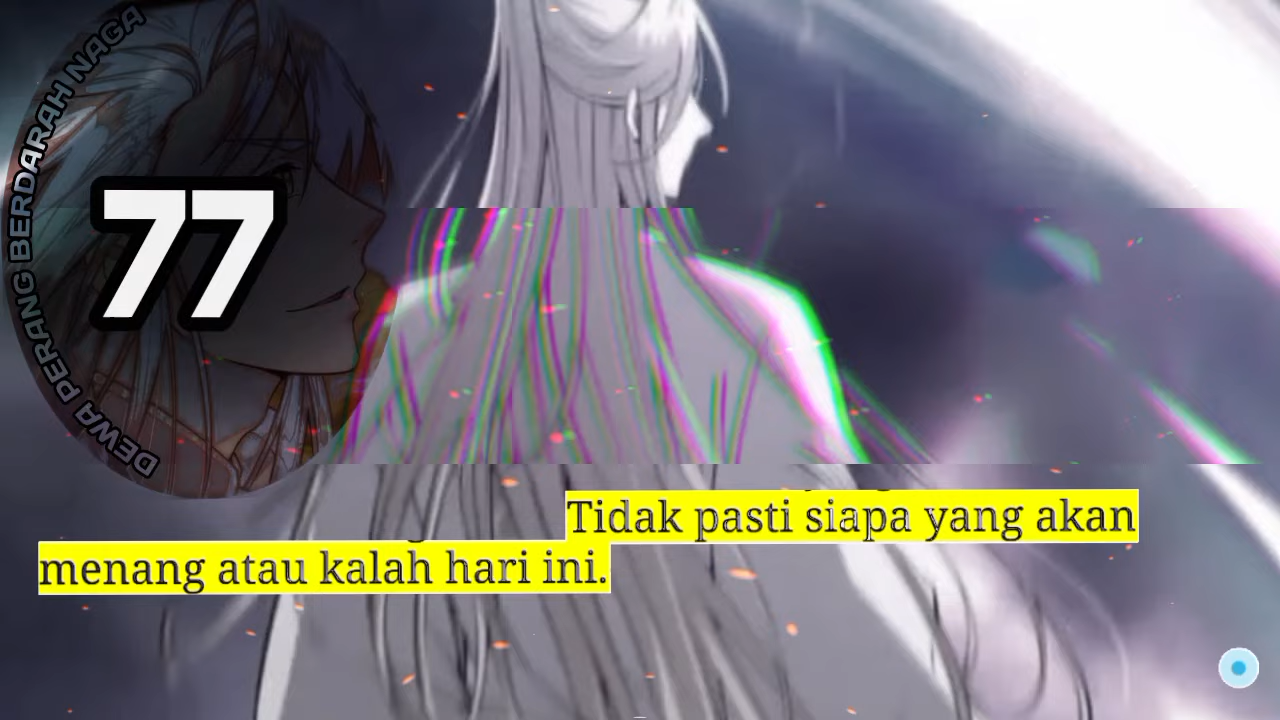 DEWA PERANG BERDARAH NAGA
77
Tidak pasti siapa yang akan
menang atau kalah hari ini.